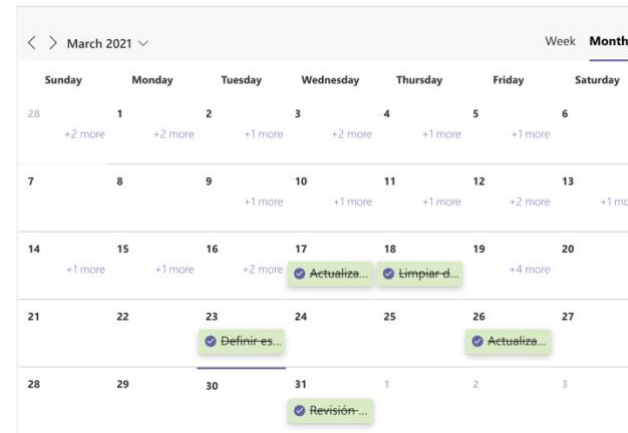 March 2021
Week Month
Sunday Monday Tuesday Wednesday Thursday Friday Saturday
28 1 2 3 4 5 6
+2 more +2 more +1 more +2 more +1 more +1 more
7 8 9 10 11 12 13
+1 more +1 more +1 more +2 more +1 mo
14 15 16 17 18 19 20
+1 more +1 more +2 more Actualiza... Limpiar d... +4 more
21 22 23 24 25 26 27
Definir es... Actualiza...
28 29 30 31 1 2 3
Revisión ...